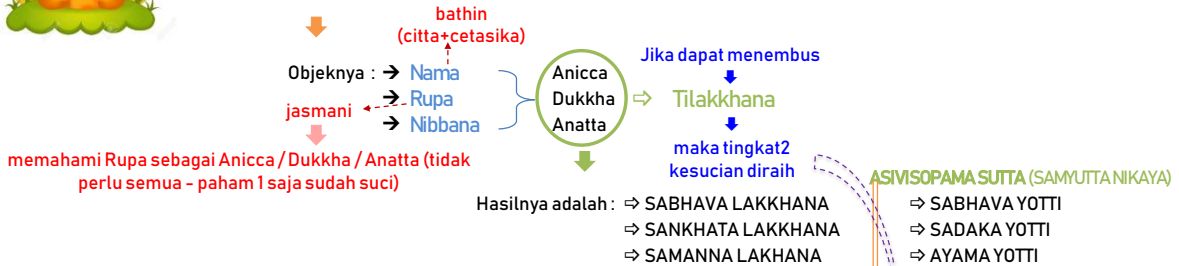 bathin
(citta+cetasika)
Objeknya : → Nama
→ Rupa
→ Nibbana
jasmani
memahami Rupa sebagai Anicca / Dukkha / Anatta (tidak
perlu semua - paham 1 saja sudah suci)
Anicca
Dukkha
Anatta
Jika dapat menembus
⇨ Tilakkhana
maka tingkat2
kesucian diraih
Hasilnya adalah : ⇨ SABHAVA LAKKHANA
⇨ SANKHATA LAKKHANA
⇨ SAMANNA LAKHANA
ASIVISOPAMA SUTTA (SAMYUTTA NIKAYA)
⇨ SABHAVA YOTTI
⇨ SADAKA YOTTI
⇨ AYAMA YOTTI